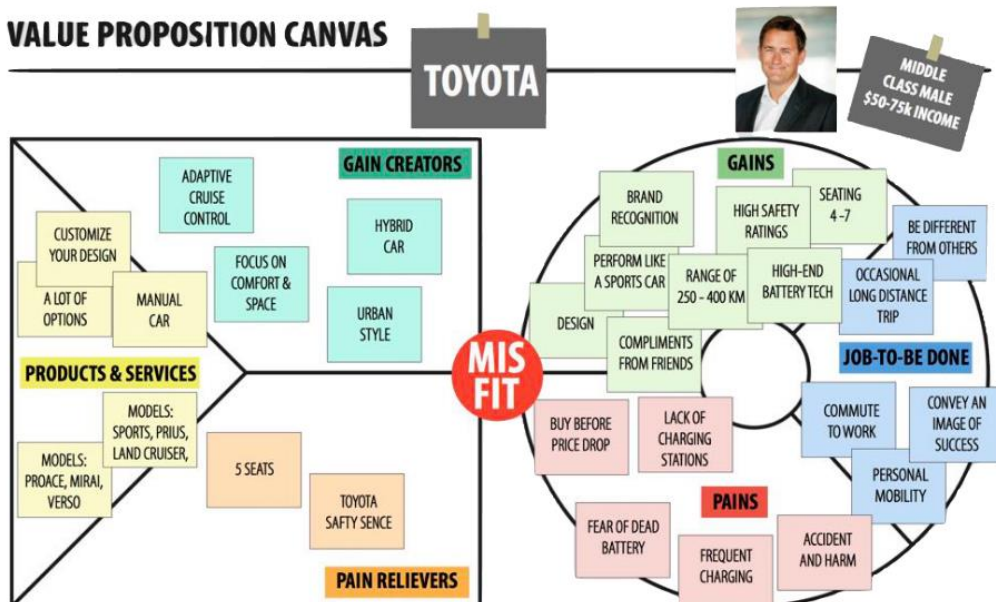 VALUE PROPOSITION CANVAS
TOYOTA
MIDDLE
CLASS MALE
$50-75k INCOME
GAIN CREATORS
ADAPTIVE
CRUISE
CONTROL
HYBRID
CAR
FOCUS ON
COMFORT &
SPACE
URBAN
STYLE
CUSTOMIZE
YOUR DESIGN
A LOT OF
OPTIONS
MANUAL
CAR
PRODUCTS & SERVICES
MODELS:
SPORTS, PRIUS,
LAND CRUISER,
MODELS:
PROACE, MIRAI,
VERSO
5 SEATS
TOYOTA
SAFTY SENCE
PAIN RELIEVERS
MIS
FIT
GAINS
BRAND
RECOGNITION
HIGH SAFETY
RATINGS
SEATING
4 -7
PERFORM LIKE
A SPORTS CAR
RANGE OF
250 – 400 KM
HIGH-END
BATTERY TECH
DESIGN
COMPLIMENTS
FROM FRIENDS
BE DIFFERENT
FROM OTHERS
OCCASIONAL
LONG DISTANCE
TRIP
JOB-TO-BE DONE
COMMUTE
TO WORK
CONVEY AN
IMAGE OF
SUCCESS
PERSONAL
MOBILITY
BUY BEFORE
PRICE DROP
LACK OF
CHARGING
STATIONS
PAINS
FEAR OF DEAD
BATTERY
FREQUENT
CHARGING
ACCIDENT
AND HARM